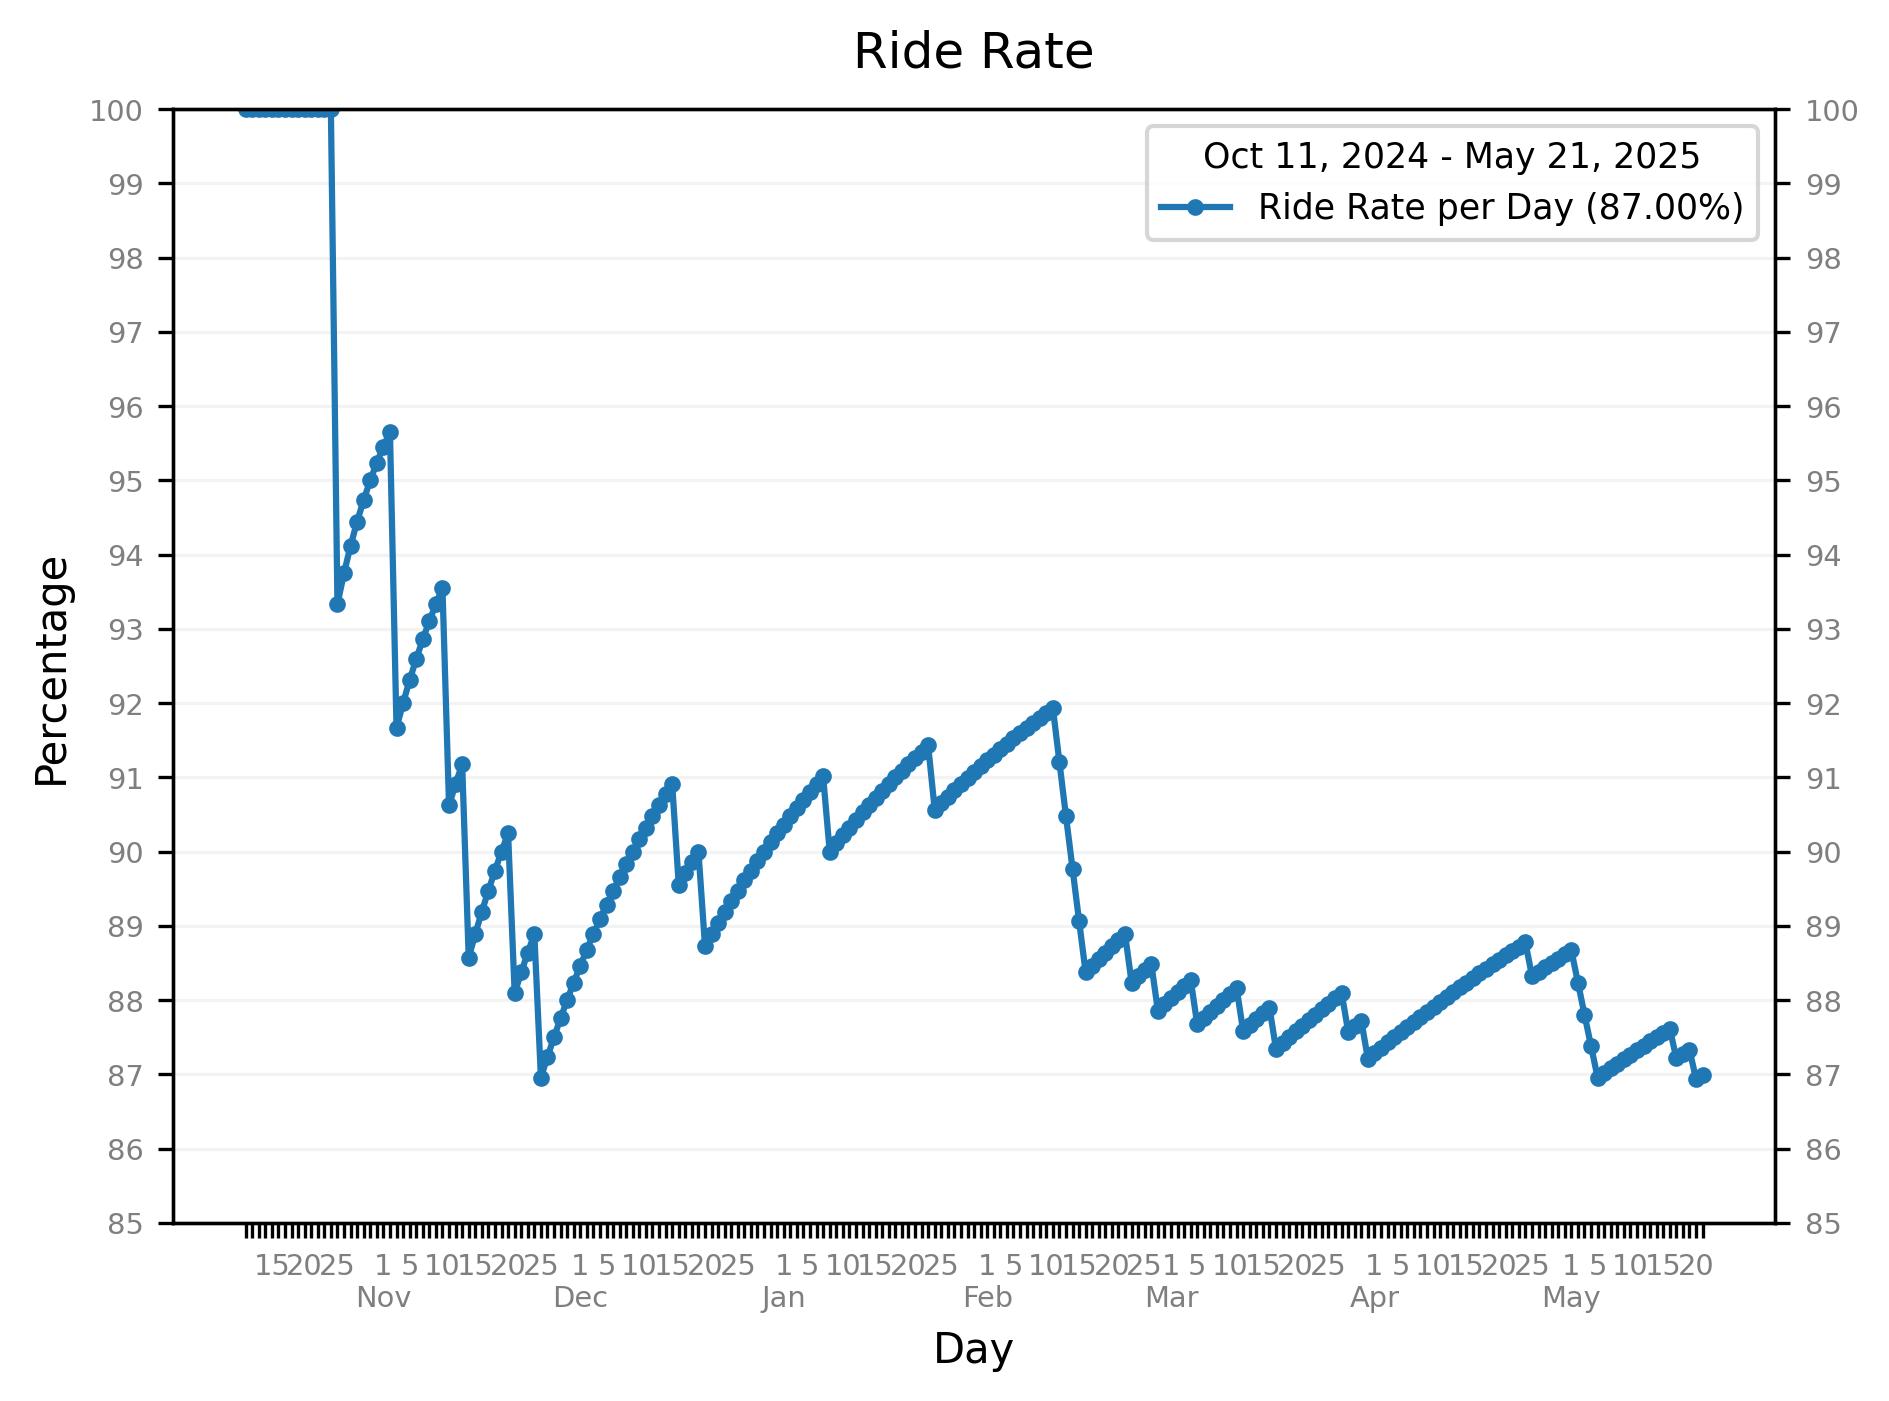 Ride Rate
Oct 11, 2024 - May 21, 2025
Ride Rate per Day (87.00%)
100 100
99 99
98 98
97 97
96 96
95 95
94 94
93 93
92 92
91 91
90 90
89 89
88 88
87 87
86 86
85 85
Percentage
15 20 25 1 5 10 15 20 25 1 5 10 15 20 25 1 5 10 15 20 25 1 5 10 15 20 25 1 5 10 15 20 25 1 5 10 15 20 25 1 5 10 15 20
Nov Dec Jan Feb Mar Apr May
Day